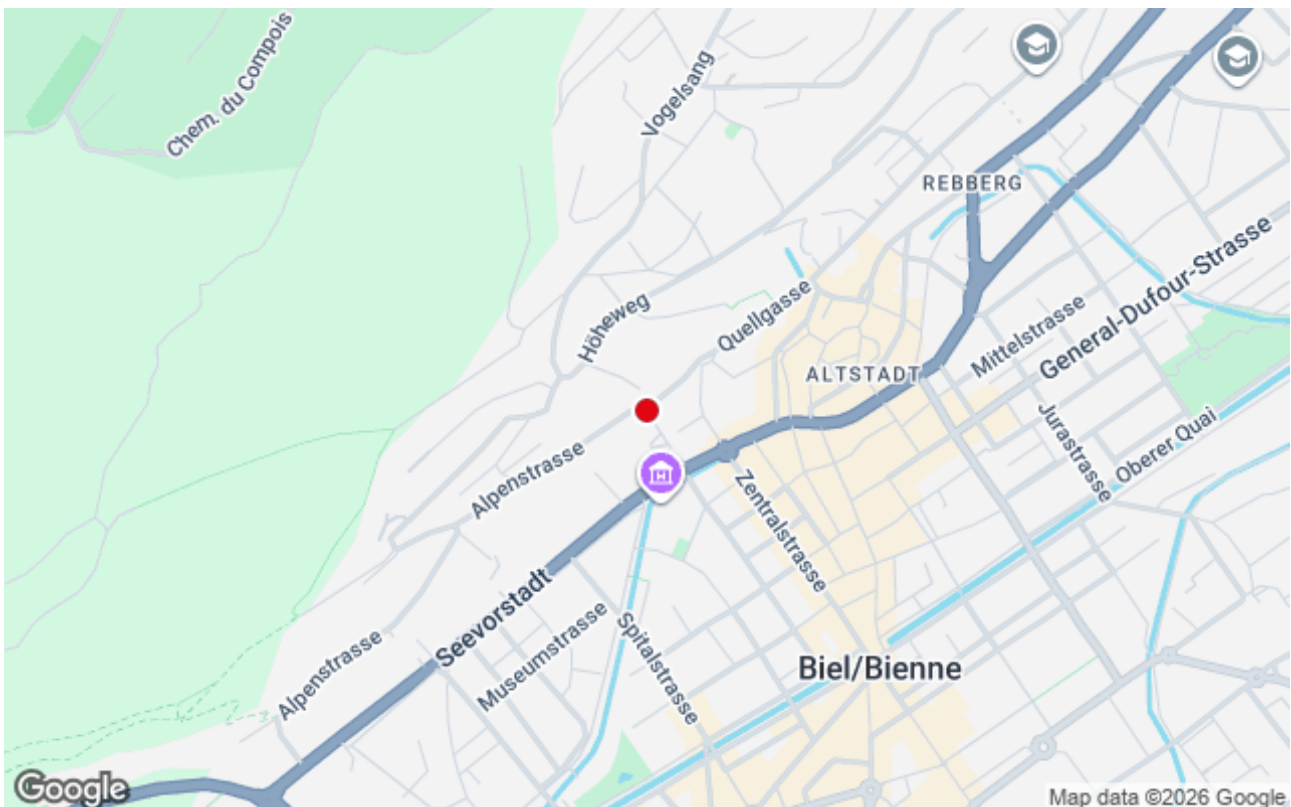 Chem. du Compois
Vogelsang
REBBERG
General-Dufour-Strasse
Höheweg
Quellgasse
Mittelstrasse
ALTSTADT
Jurastrasse
Oberer Quai
Alpenstrasse
Zentralstrasse
Seevorstadt
Museumstrasse
Spitalstrasse
Alpenstrasse
Biel/Bienne
H
Google
Map data ©2026 Google